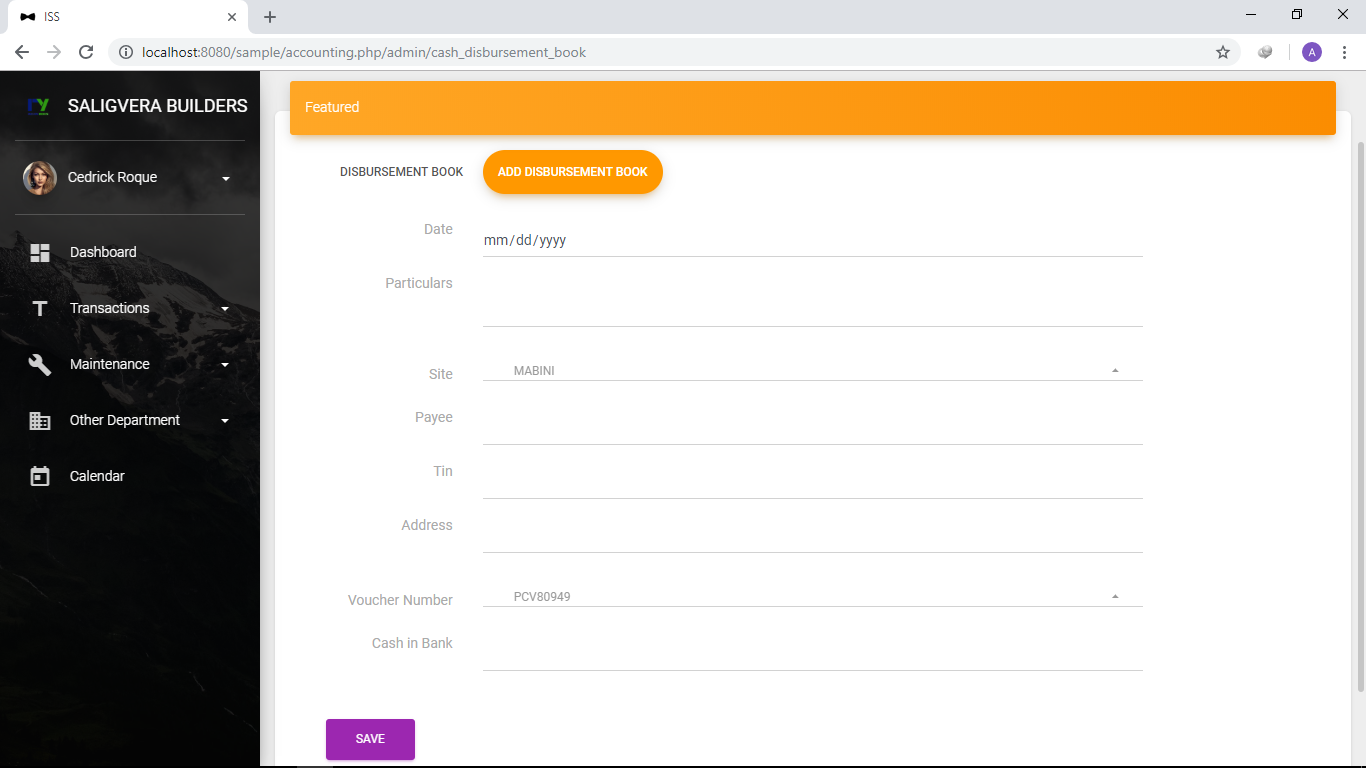 ISS
localhost:8080/sample/accounting.php/admin/cash_disbursement_book
A
SALIGVERA BUILDERS
Cedrick Roque
Dashboard
Transactions
Maintenance
Other Department
Calendar
Featured
DISBURSEMENT BOOK
ADD DISBURSEMENT BOOK
Date
mm/dd/yyyy
Particulars
Site
MABINI
Payee
Tin
Address
Voucher Number
PCV80949
Cash in Bank
SAVE